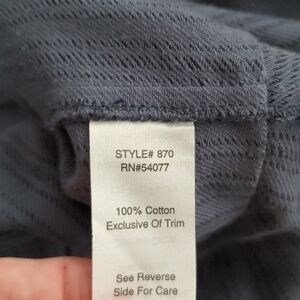 STYLE# 870
RN#54077
100% Cotton
Exclusive Of Trim
See Reverse
Side For Care